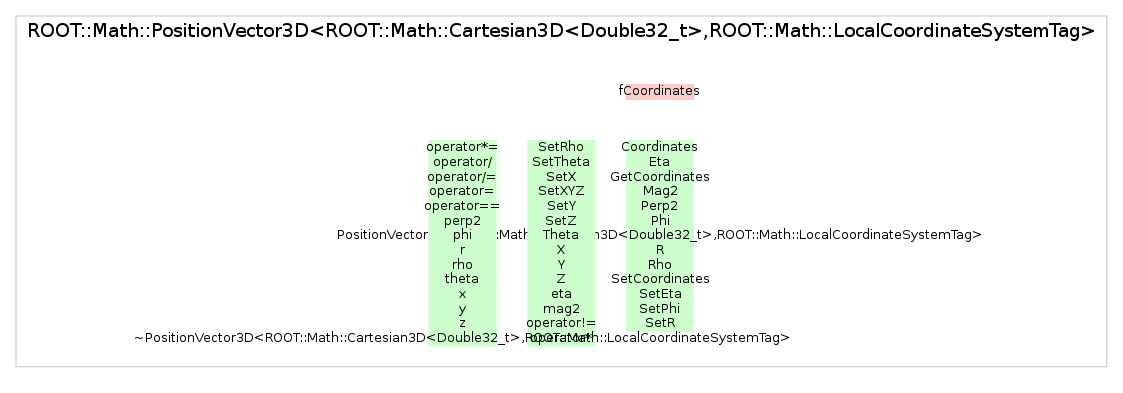 ROOT::Math::PositionVector3D<ROOT::Math::Cartesian3D<Double32_t>,ROOT::Math::LocalCoordinateSystemTag>
fCoordinates
operator*=
operator/
operator/=
operator=
operator==
perp2
phi
r
rho
theta
x
y
z
~PositionVector3D<ROOT::Math::Cartesian3D<Double32_t>,ROOT::Math::LocalCoordinateSystemTag>
SetRho
SetTheta
SetX
SetXYZ
SetY
SetZ
Theta
X
Y
Z
eta
mag2
operator!=
operator*
Coordinates
Eta
GetCoordinates
Mag2
Perp2
Phi
PositionVector :Math n3D<Double32_t>,ROOT::Math::LocalCoordinateSystemTag>
R
Rho
SetCoordinates
SetEta
SetPhi
SetR